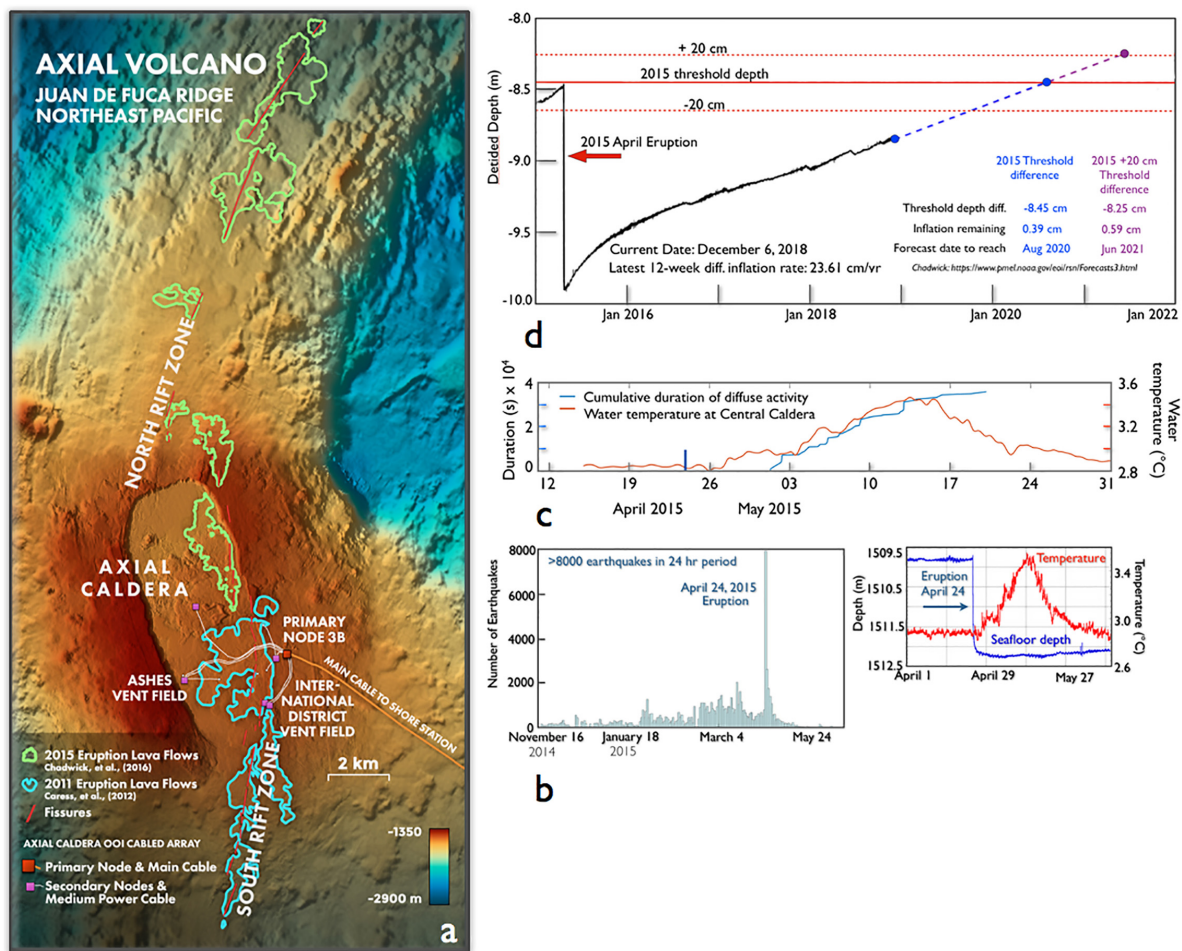 AXIAL VOLCANO
JUAN DE FUCA RIDGE
NORTHEAST PACIFIC
NORTH RIFT ZONE
AXIAL
CALDERA
PRIMARY
NODE 3B
MAIN CABLE TO SHORE STATION
ASHES
VENT FIELD
INTER-
NATIONAL
DISTRICT
VENT FIELD
SOUTH RIFT ZONE
2 km
2015 Eruption Lava Flows
Chadwick, et al., (2016)
2011 Eruption Lava Flows
Caress, et al., (2012)
Fissures
AXIAL CALDERA OOI CABLED ARRAY
Primary Node & Main Cable
Secondary Nodes &
Medium Power Cable
-1350
-2900 m
a
Detided Depth (m)
-8.0
-8.5
-9.0
-9.5
-10.0
+ 20 cm
2015 threshold depth
-20 cm
2015 April Eruption
2015 Threshold
difference
2015 +20 cm
Threshold
difference
Threshold depth diff. -8.45 cm -8.25 cm
Inflation remaining 0.39 cm 0.59 cm
Forecast date to reach Aug 2020 Jun 2021
Current Date: December 6, 2018
Latest 12-week diff. inflation rate: 23.61 cm/yr
Chadwick: https://www.pmel.noaa.gov/eoi/rsn/Forecasts3.html
Jan 2016 Jan 2018 Jan 2020 Jan 2022
d
Duration (s) x 10⁴
4
2
0
Cumulative duration of diffuse activity
Water temperature at Central Caldera
3.6
3.2
2.8
Water
temperature (°C)
12 19 26 03 10 17 24 31
April 2015 May 2015
c
Number of Earthquakes
8000
6000
4000
2000
0
>8000 earthquakes in 24 hr period
April 24, 2015
Eruption
November 16 January 18 March 4 May 24
2014 2015
b
Depth (m)
1509.5
1510.5
1511.5
1512.5
Temperature
Eruption
April 24
Seafloor depth
3.4
3.0
2.6
Temperature (°C)
April 1 April 29 May 27